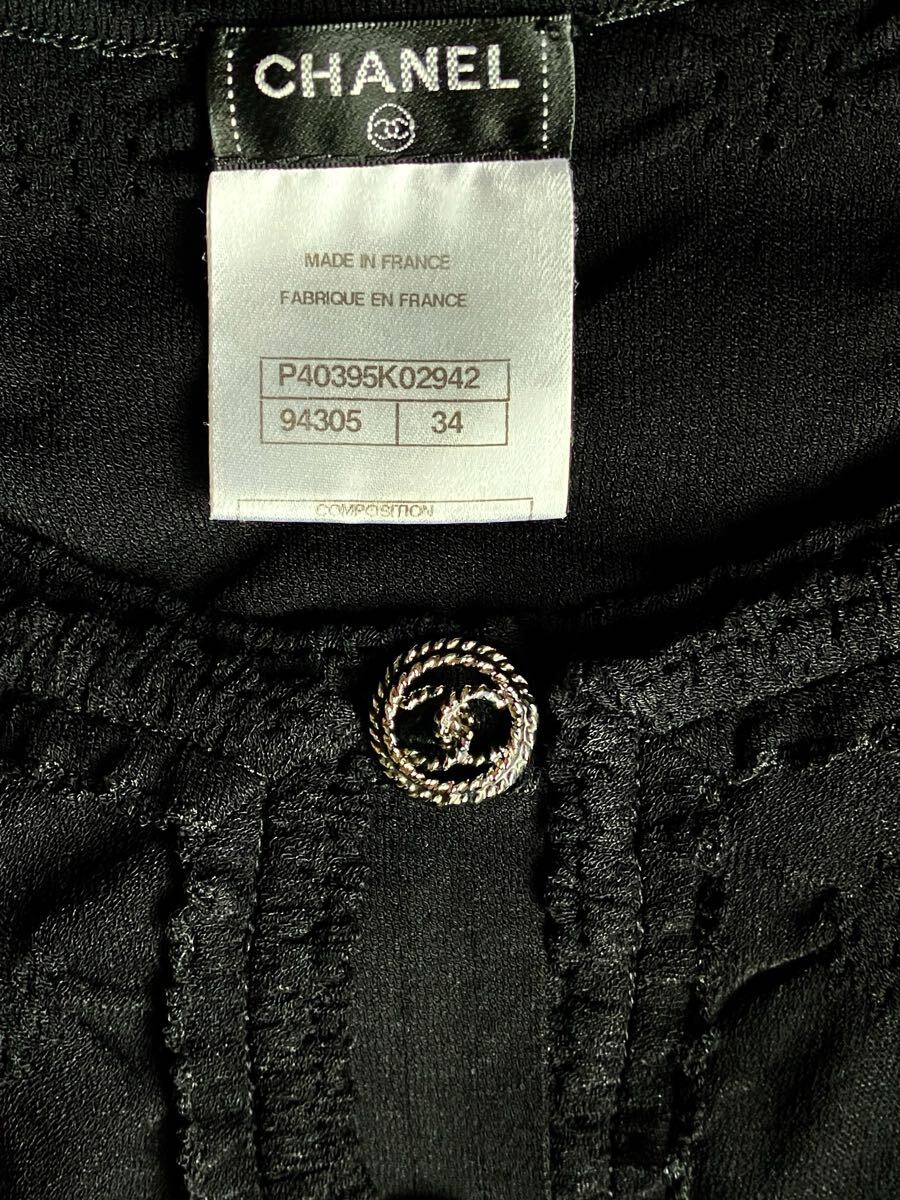 CHANEL
MADE IN FRANCE
FABRIQUE EN FRANCE
P40395K02942
94305 34
COMPOSITION